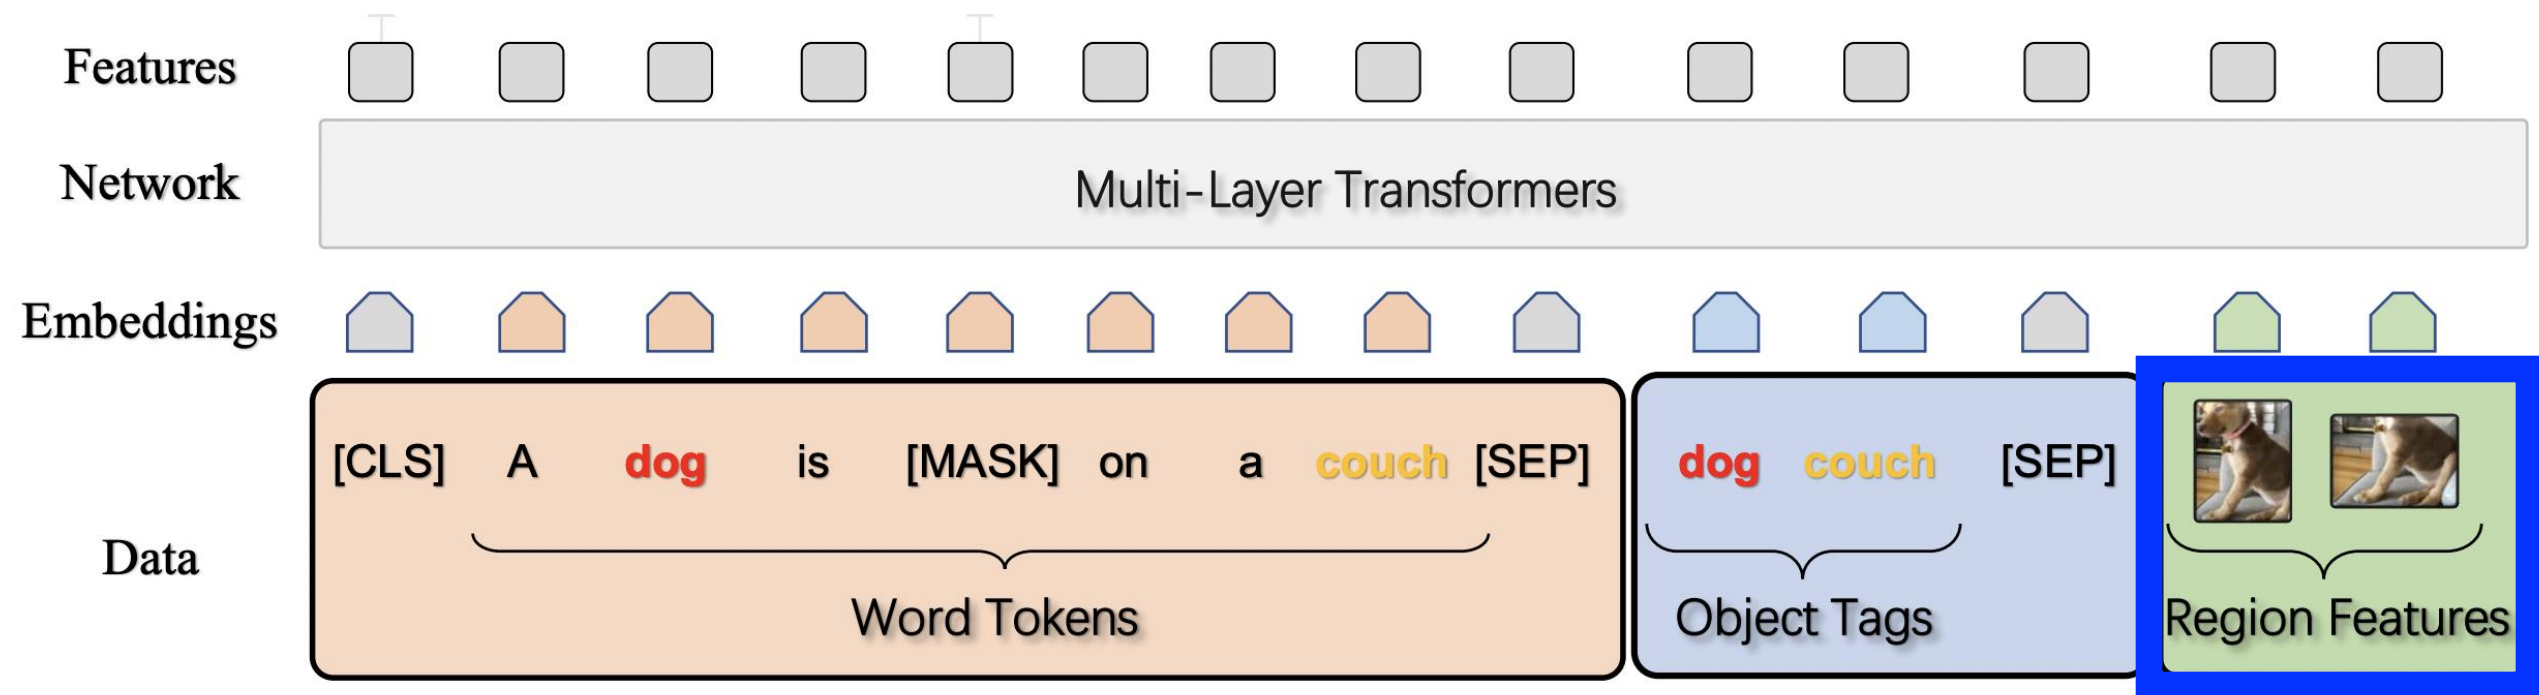 Features
Network
Multi-Layer Transformers
Embeddings
Data
[CLS] A dog is [MASK] on a couch [SEP] dog couch [SEP]
Word Tokens
Object Tags
Region Features